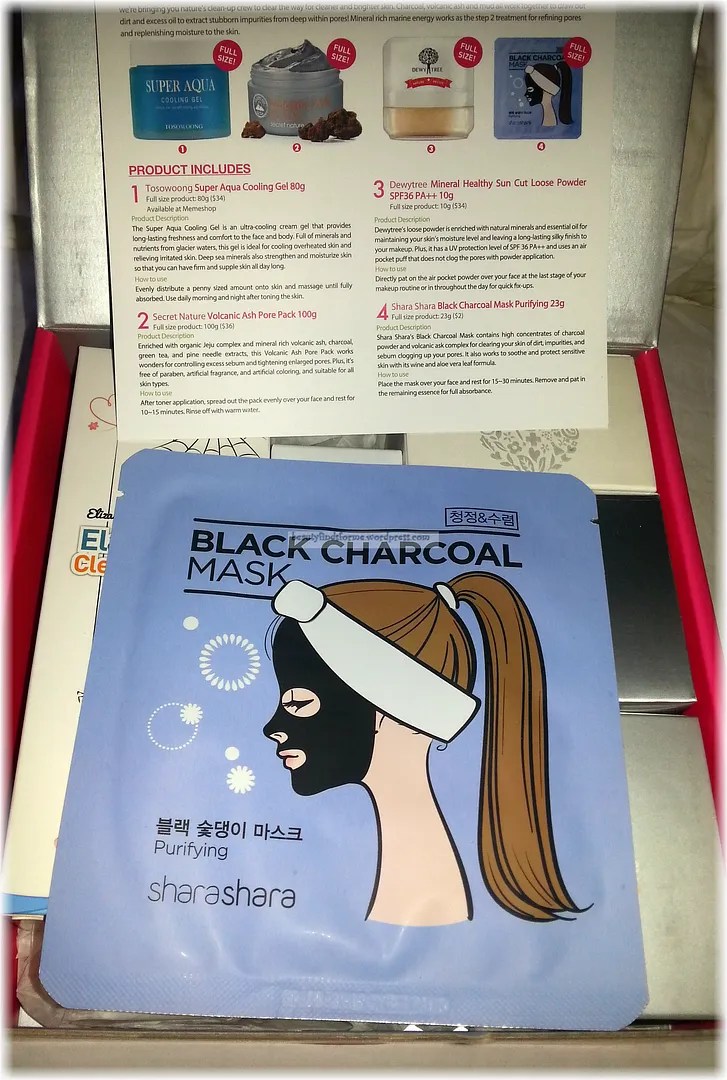 we're bringing you nature's clean-up crew to clear the way for cleaner and brighter skin. Charcoal, volcanic ash and mud all work together to draw out
dirt and excess oil to extract stubborn impurities from deep within pores! Mineral rich marine energy works as the step 2 treatment for refining pores
and replenishing moisture to the skin.
FULL SIZE!
FULL SIZE!
FULL SIZE!
FULL SIZE!
SUPER AQUA
COOLING GEL
TOSOWOONG
secret nature
DEWYTREE
BLACK CHARCOAL
MASK
sharashara
1
2
3
4
PRODUCT INCLUDES
1 Tosowoong Super Aqua Cooling Gel 80g
Full size product: 80g ($34)
Available at Memeshop
Product Description
The Super Aqua Cooling Gel is an ultra-cooling cream gel that provides
long-lasting freshness and comfort to the face and body. Full of minerals and
nutrients from glacier waters, this gel is ideal for cooling overheated skin and
relieving irritated skin. Deep sea minerals also strengthen and moisturize skin
so that you can have firm and supple skin all day long.
How to use
Evenly distribute a penny sized amount onto skin and massage until fully
absorbed. Use daily morning and night after toning the skin.
2 Secret Nature Volcanic Ash Pore Pack 100g
Full size product: 100g ($36)
Product Description
Enriched with organic Jeju complex and mineral rich volcanic ash, charcoal,
green tea, and pine needle extracts, this Volcanic Ash Pore Pack works
wonders for controlling excess sebum and tightening enlarged pores. Plus, it's
free of paraben, artificial fragrance, and artificial coloring, and suitable for all
skin types.
How to use
After toner application, spread out the pack evenly over your face and rest for
10~15 minutes. Rinse off with warm water.
3 Dewytree Mineral Healthy Sun Cut Loose Powder
SPF36 PA++ 10g
Full size product: 10g ($34)
Product Description
Dewytree's loose powder is enriched with natural minerals and essential oil for
maintaining your skin's moisture level and leaving a long-lasting silky finish to
your makeup. Plus, it has a UV protection level of SPF 36 PA++ and uses an air
pocket puff that does not clog the pores with powder application.
How to use
Directly pat on the air pocket powder over your face at the last stage of your
makeup routine or in throughout the day for quick fix-ups.
4 Shara Shara Black Charcoal Mask Purifying 23g
Full size product: 23g ($2)
Product Description
Shara Shara's Black Charcoal Mask contains high concentrates of charcoal
powder and volcanic ask complex for clearing your skin of dirt, impurities, and
sebum clogging up your pores. It also works to soothe and protect sensitive
skin with its wine and aloe vera leaf formula.
How to use
Place the mask over your face and rest for 15~30 minutes. Remove and pat in
the remaining essence for full absorbance.
Eliza
El
Cle
청정&수렴
beautyfindsforme.wordpress.com
BLACK CHARCOAL
MASK
블랙 숯댕이 마스크
Purifying
sharashara